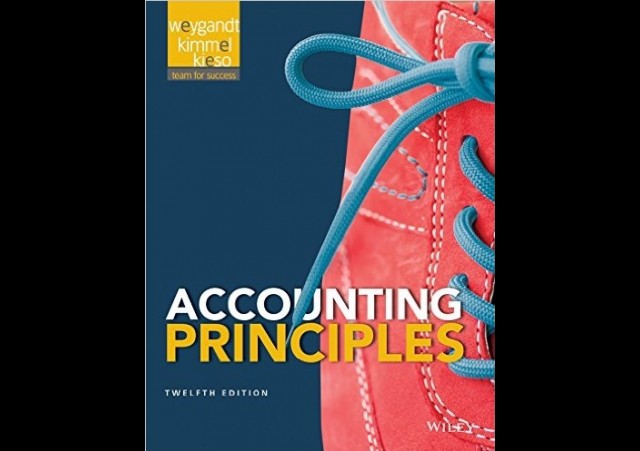 weygandt
kimmel
kieso
team for success
ACCOUNTING
PRINCIPLES
TWELFTH EDITION
WILEY